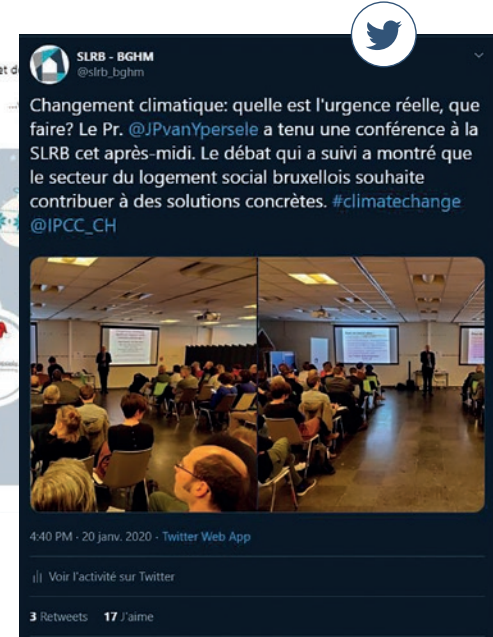 SLRB - BGHM
@slrb_bghm
Changement climatique: quelle est l'urgence réelle, que
faire? Le Pr. @JPvanYpersele a tenu une conférence à la
SLRB cet après-midi. Le débat qui a suivi a montré que
le secteur du logement social bruxellois souhaite
contribuer à des solutions concrètes. #climatechange
@IPCC_CH
4:40 PM · 20 janv. 2020 · Twitter Web App
Voir l'activité sur Twitter
3 Retweets 17 J'aime